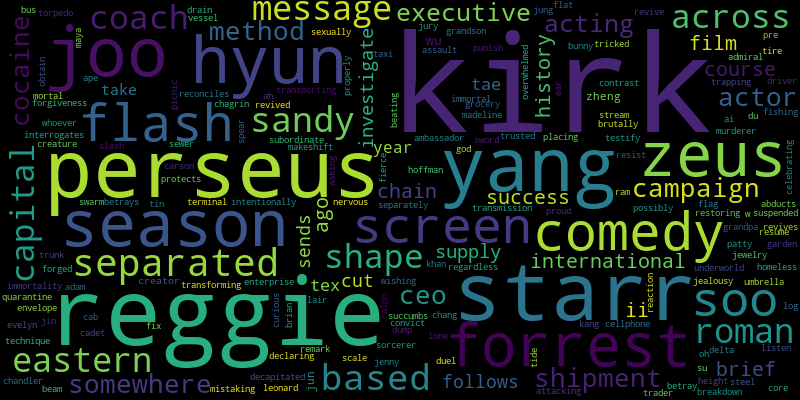 bus torpedo drain vessel message executive sexually jury grandson punish jung flat revive across
coach method acting bunny tricked pre
joo hyun kirk history film tire admiral
cocaine maya ape ah wu assault taxi overwhelmed course driver
obtain take revived investigate tae zheng contrast trapping actor
mortal forgiveness picnic transporting properly immortal grocery madeline ear stream brutally ai du fishing
whoever flash reconciles chagrin sandy beating ambassador trusted placing testify murderer
interrogates creature slash sewer spear subordinate makeshift year god sword resist zeus celebrating
capital perseus carson protects waking fierce hoffman yang ram campaign
swarm betrays terminal intentionally nervous chain separately success flag restoring w suspended
tin trunk forged season ago screen transmission proud possibly abducts grandpa revives resume
separated sends shape supply comedy patty garden
immortality adam creator transforming enterprise lair khan regardless international underworld jewelry homeless
quarantine envelope reggie tex cut wishing ceo starr ii reaction jealousy umbrella soo log
evelyn jin cab cadet fix curious brian ralph succumbs convict chang kang cellphone roman
technique remark dump lone forrest oh delta listen
eastern declaring scale sorcerer duel tide su brief
chandler beam somewhere mistaking decapitated leonard jenny jun based follows betray trader shipment attacking height steel breakdown core